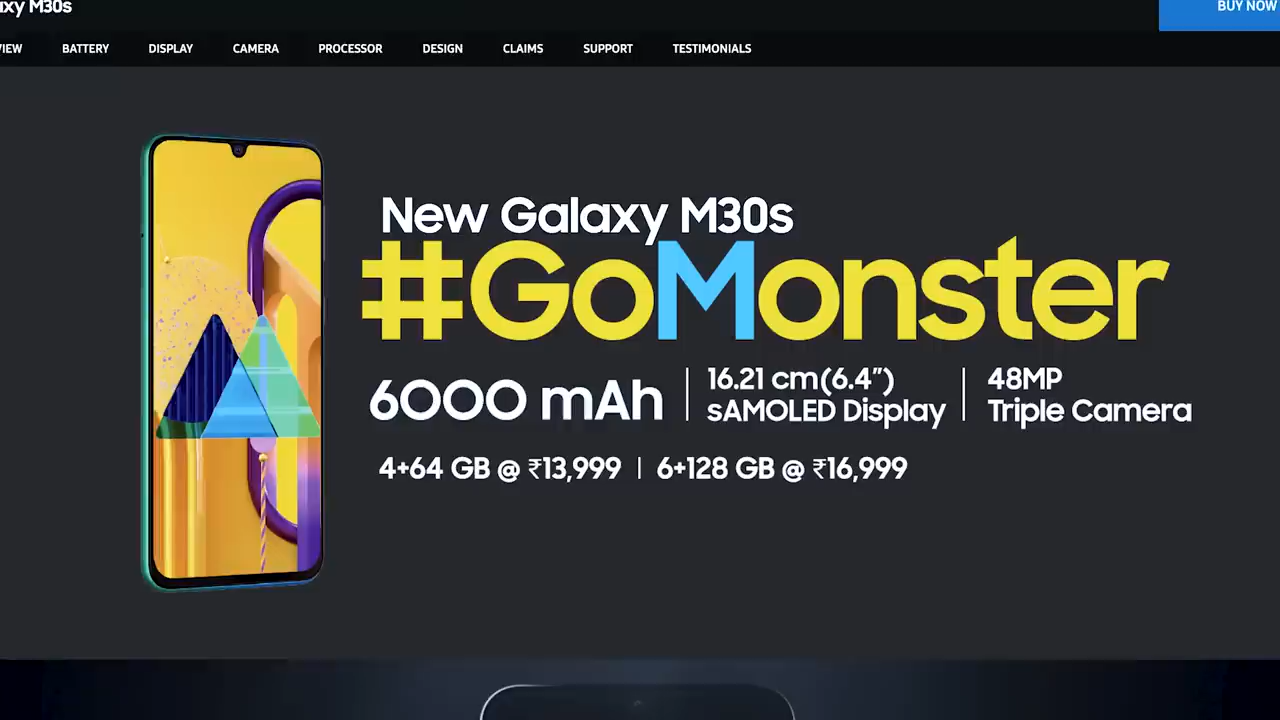 axy M30s
BUY NOW
VIEW BATTERY DISPLAY CAMERA PROCESSOR DESIGN CLAIMS SUPPORT TESTIMONIALS
New Galaxy M30s
#GoMonster
6000 mAh
16.21 cm(6.4”)
sAMOLED Display
48MP
Triple Camera
4+64 GB @ ₹13,999 | 6+128 GB @ ₹16,999